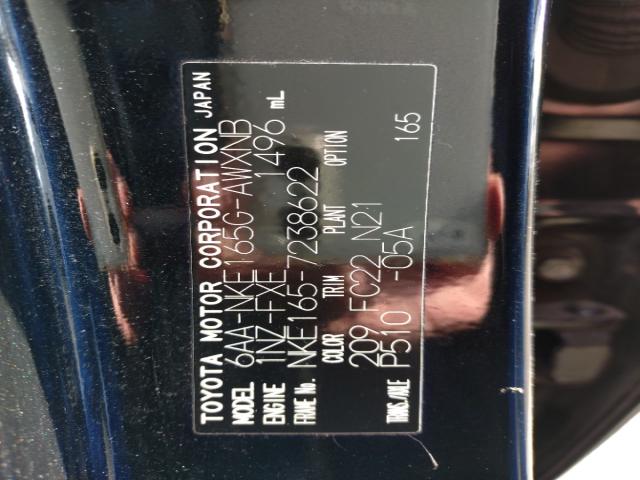 TOYOTA MOTOR CORPORATION JAPAN
MODEL 6AA-NKE165G-AWXNB
ENGINE 1NZ-FXE 1496 mL
FRAME No. NKE165-7238622
COLOR TRIM PLANT OPTION
209 FC22 N21
TRANS./AXLE P510 -05A 165